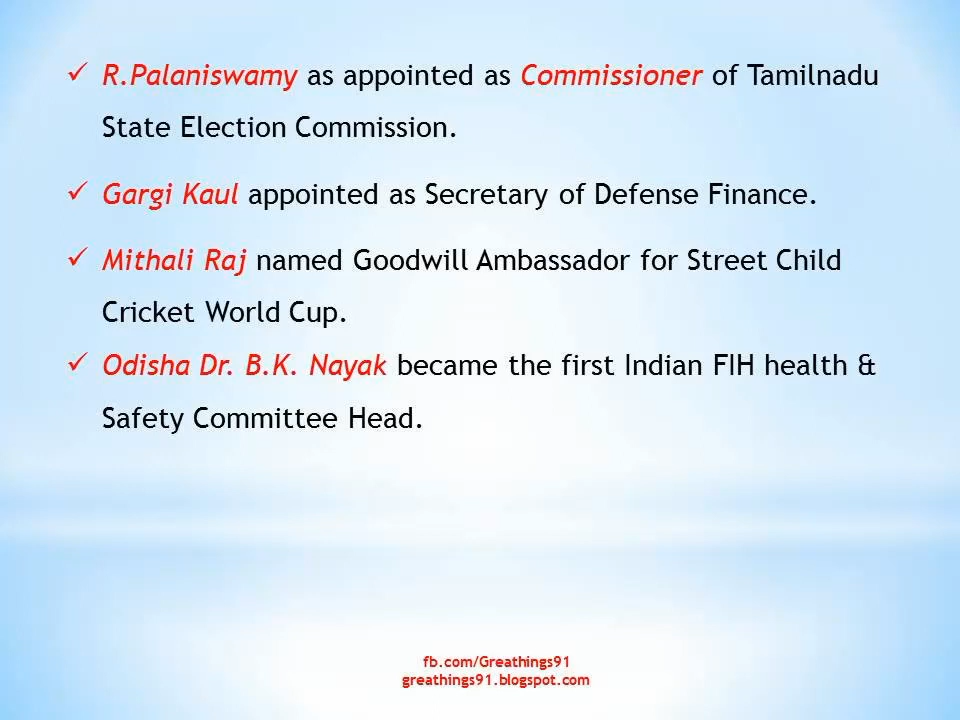 ✓ R.Palaniswamy as appointed as Commissioner of Tamilnadu
State Election Commission.
✓ Gargi Kaul appointed as Secretary of Defense Finance.
✓ Mithali Raj named Goodwill Ambassador for Street Child
Cricket World Cup.
✓ Odisha Dr. B.K. Nayak became the first Indian FIH health &
Safety Committee Head.
fb.com/Greathings91
greathings91.blogspot.com